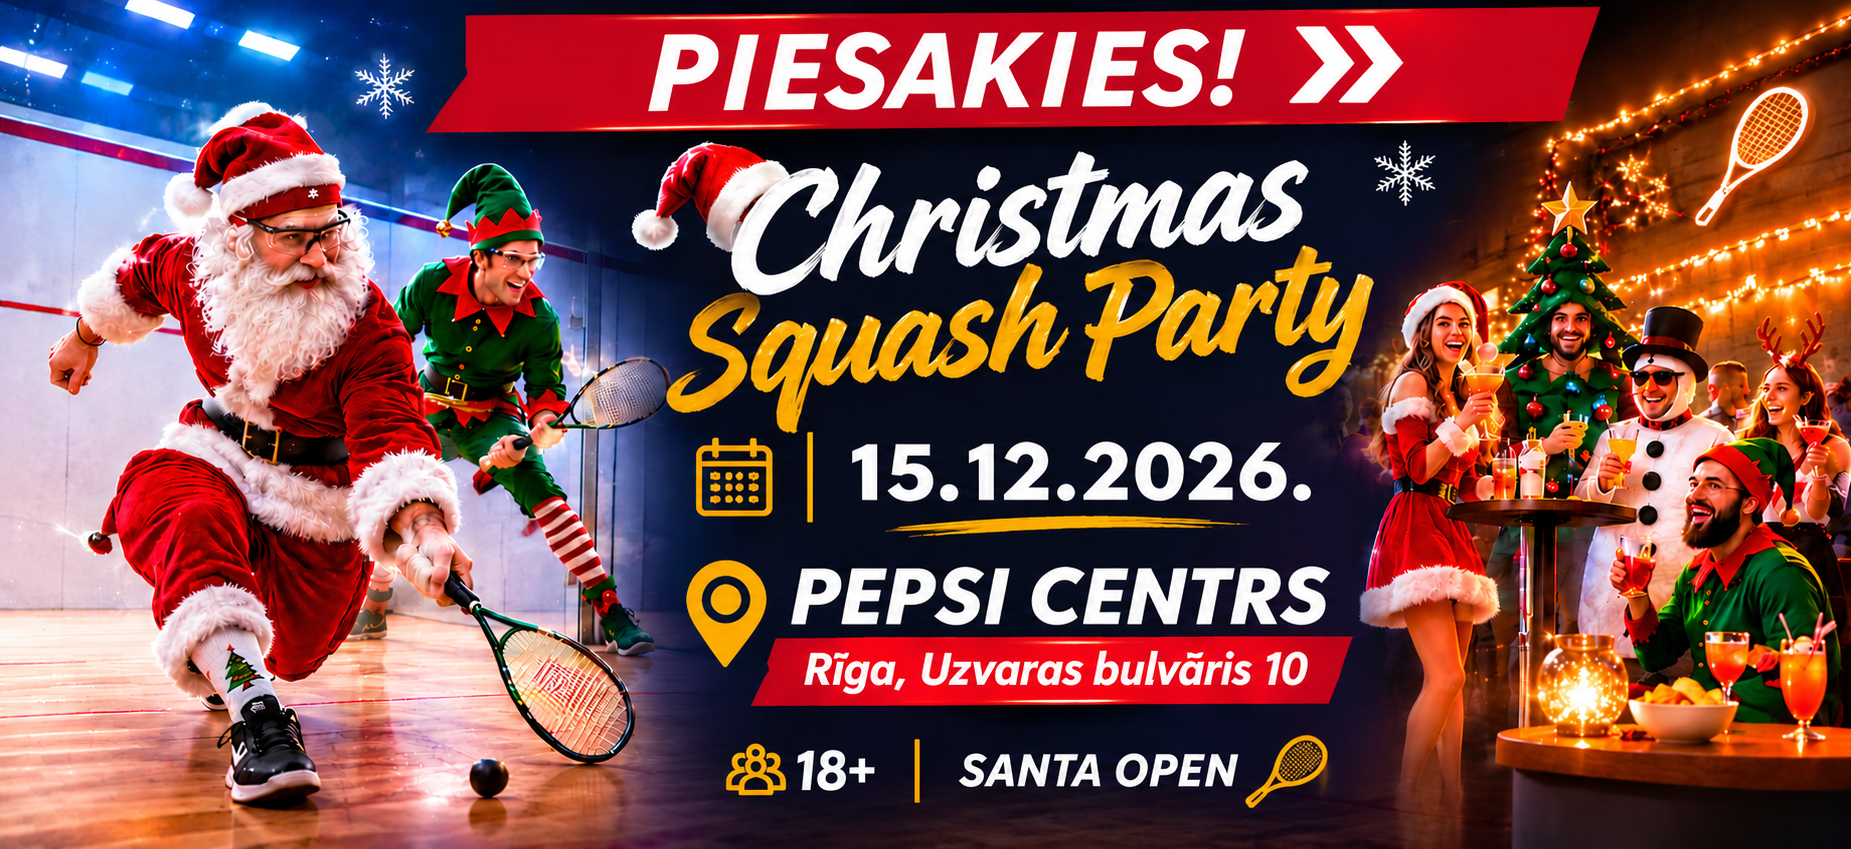 PIESAKIES! »
Christmas
Squash Party
15.12.2026.
PEPSI CENTRS
Rīga, Uzvaras bulvāris 10
18+
SANTA OPEN